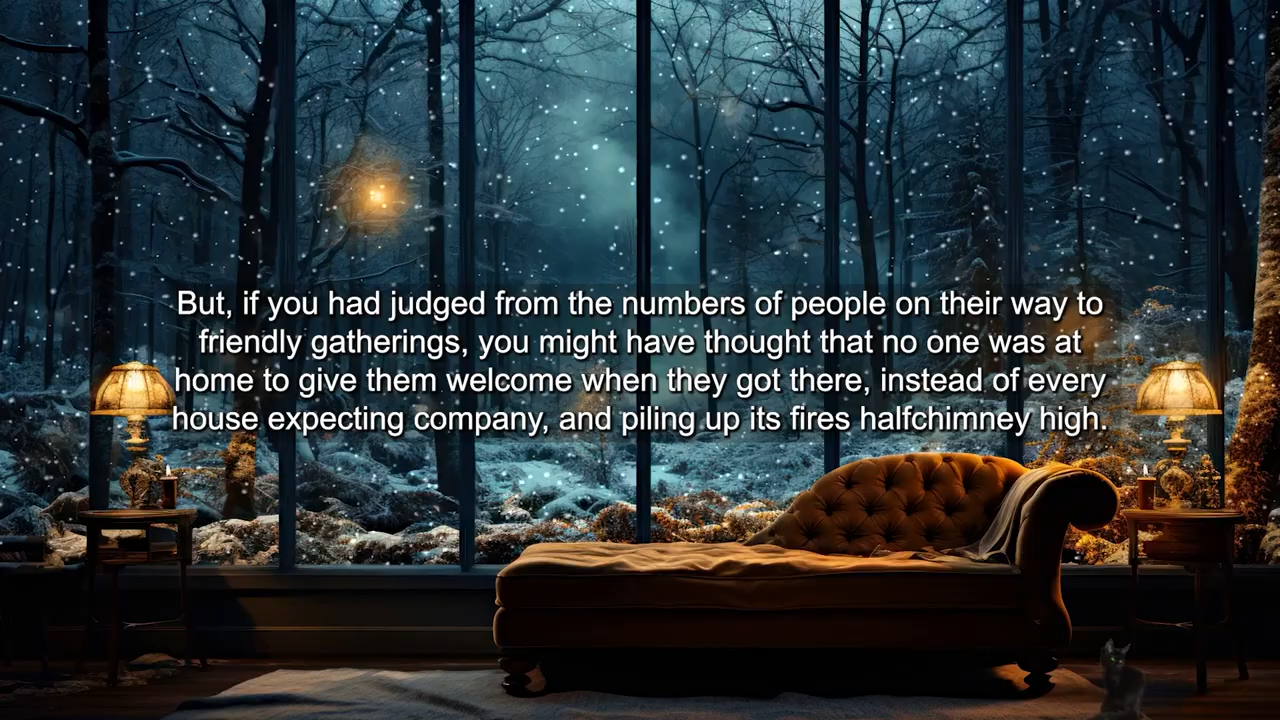 But, if you had judged from the numbers of people on their way to
friendly gatherings, you might have thought that no one was at
home to give them welcome when they got there, instead of every
house expecting company, and piling up its fires halfchimney high.